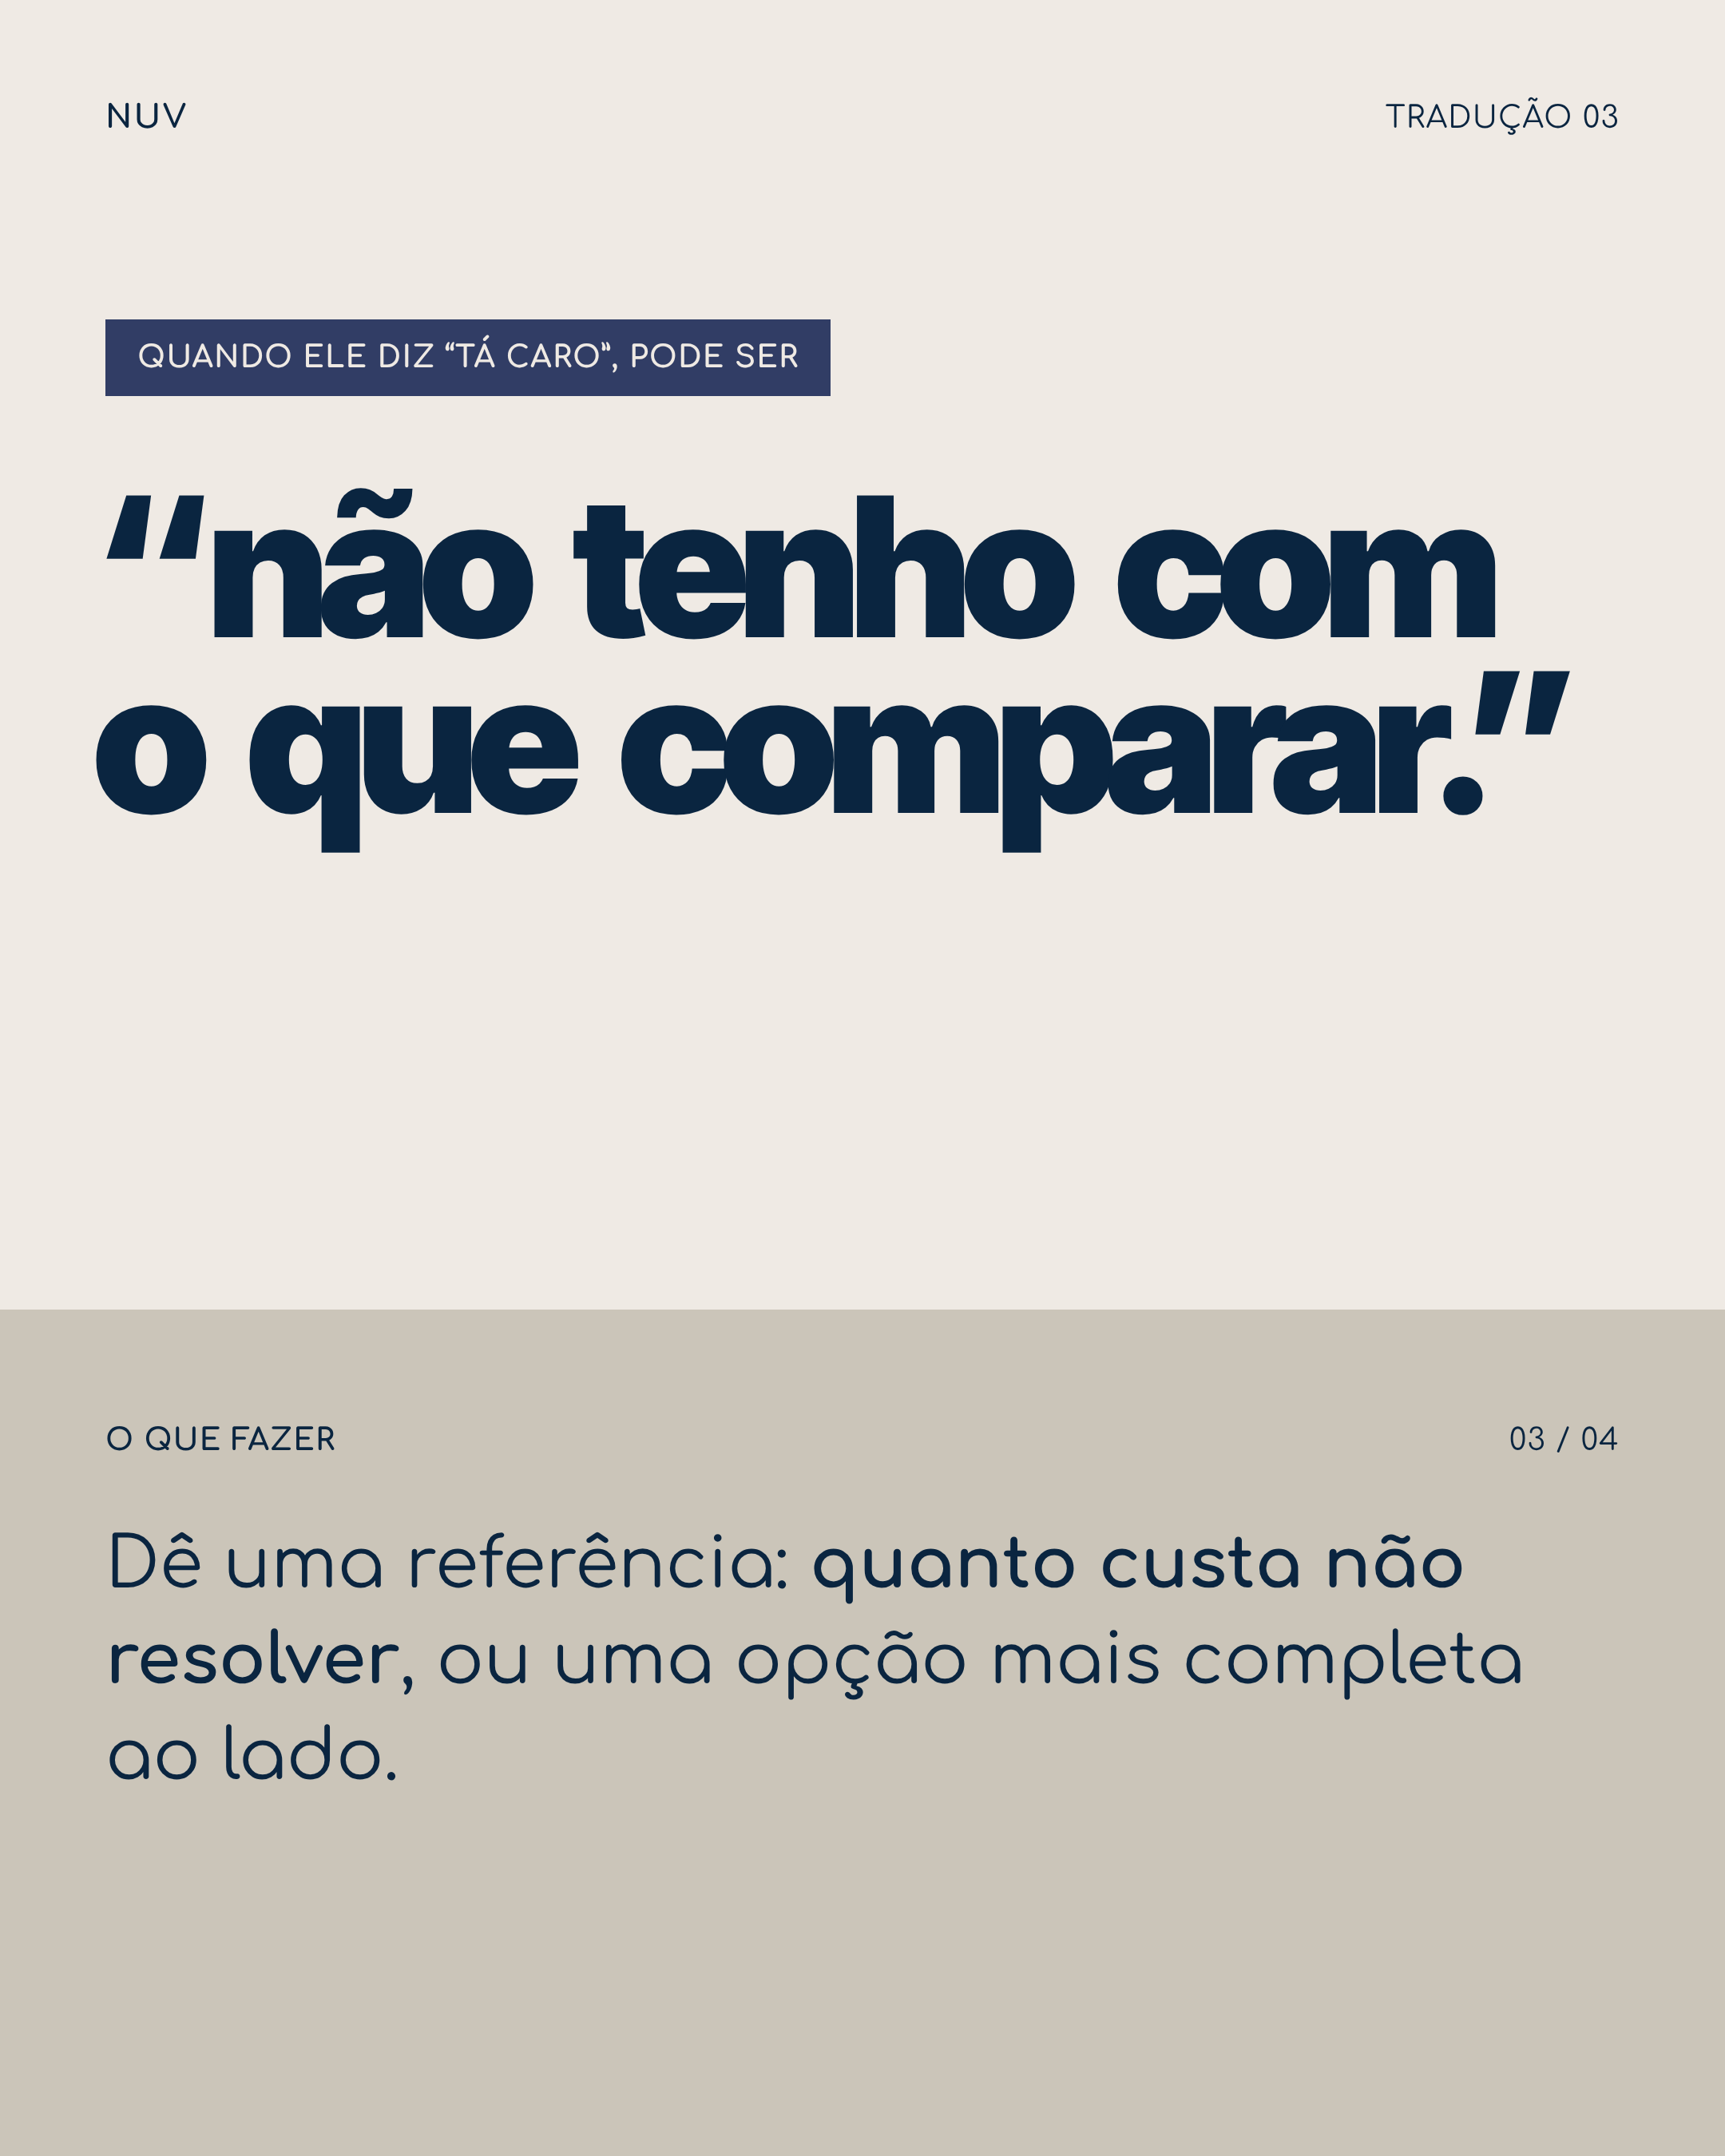 NUV
TRADUÇÃO 03
QUANDO ELE DIZ “TÁ CARO”, PODE SER
“não tenho com
o que comparar.”
O QUE FAZER
03 / 04
Dê uma referência: quanto custa não
resolver, ou uma opção mais completa
ao lado.